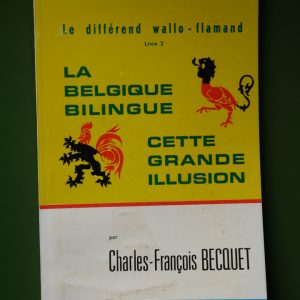 Le différend wallo-flamand
Livre 3
LA
BELGIQUE
BILINGUE
CETTE
GRANDE
ILLUSION
par
Charles-François BECQUET